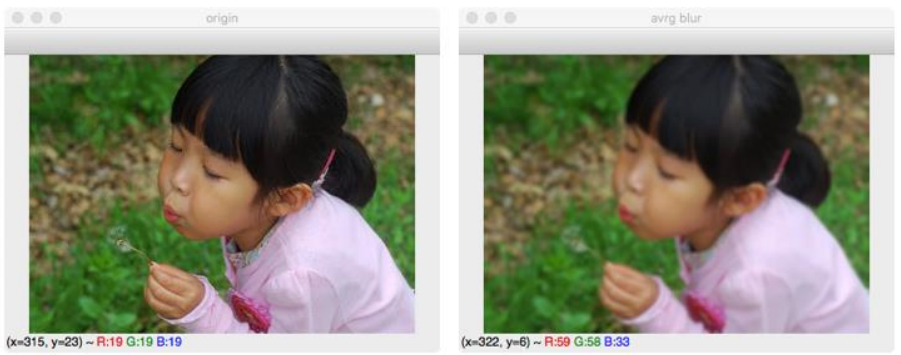 origin
avrg blur
(x=315, y=23) ~ R:19 G:19 B:19
(x=322, y=6) ~ R:59 G:58 B:33